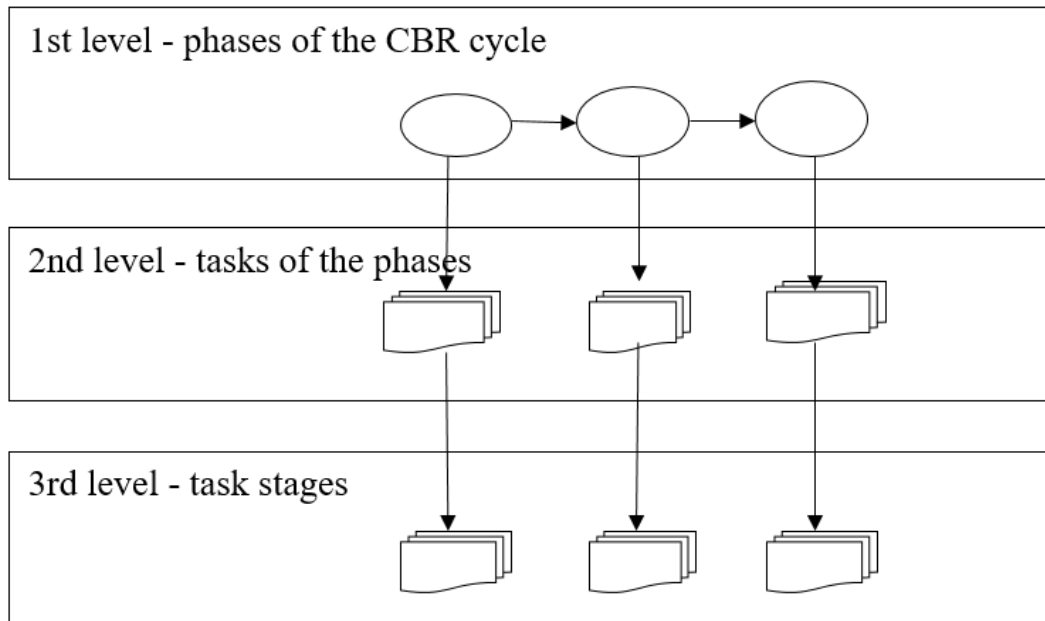 1st level - phases of the CBR cycle
2nd level - tasks of the phases
3rd level - task stages